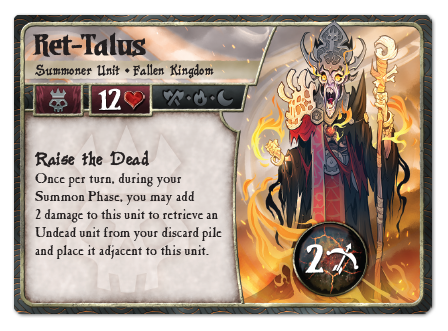 Ret-Talus
Summoner Unit • Fallen Kingdom
12
Raise the Dead
Once per turn, during your
Summon Phase, you may add
2 damage to this unit to retrieve an
Undead unit from your discard pile
and place it adjacent to this unit.
2